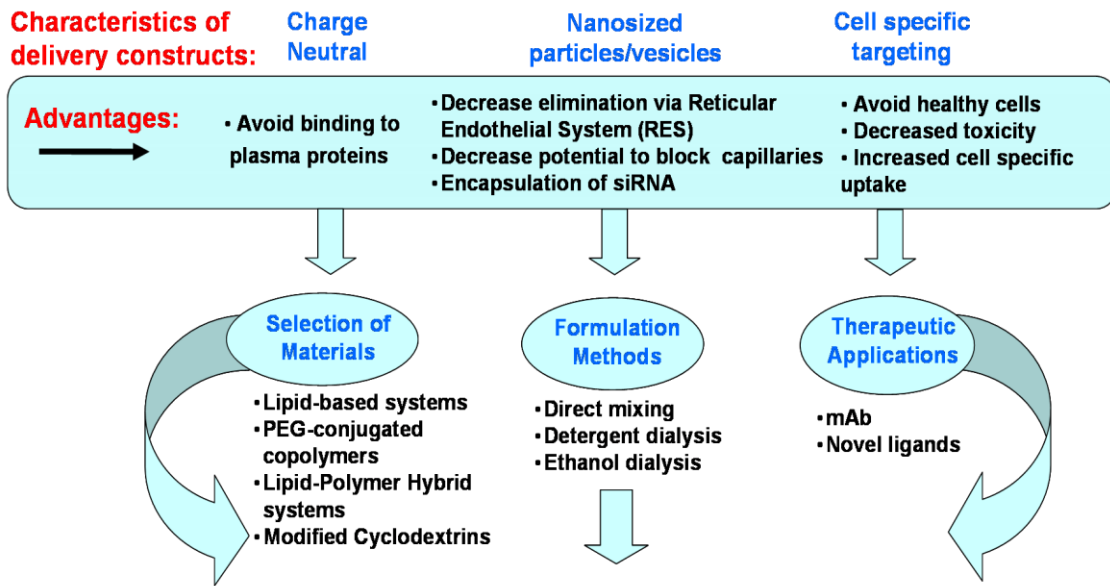 Characteristics of
delivery constructs:
Charge
Neutral
Nanosized
particles/vesicles
Cell specific
targeting
Advantages:
• Avoid binding to
plasma proteins
• Decrease elimination via Reticular
Endothelial System (RES)
• Decrease potential to block capillaries
• Encapsulation of siRNA
• Avoid healthy cells
• Decreased toxicity
• Increased cell specific
uptake
Selection of
Materials
• Lipid-based systems
• PEG-conjugated
copolymers
• Lipid-Polymer Hybrid
systems
• Modified Cyclodextrins
Formulation
Methods
• Direct mixing
• Detergent dialysis
• Ethanol dialysis
Therapeutic
Applications
• mAb
• Novel ligands